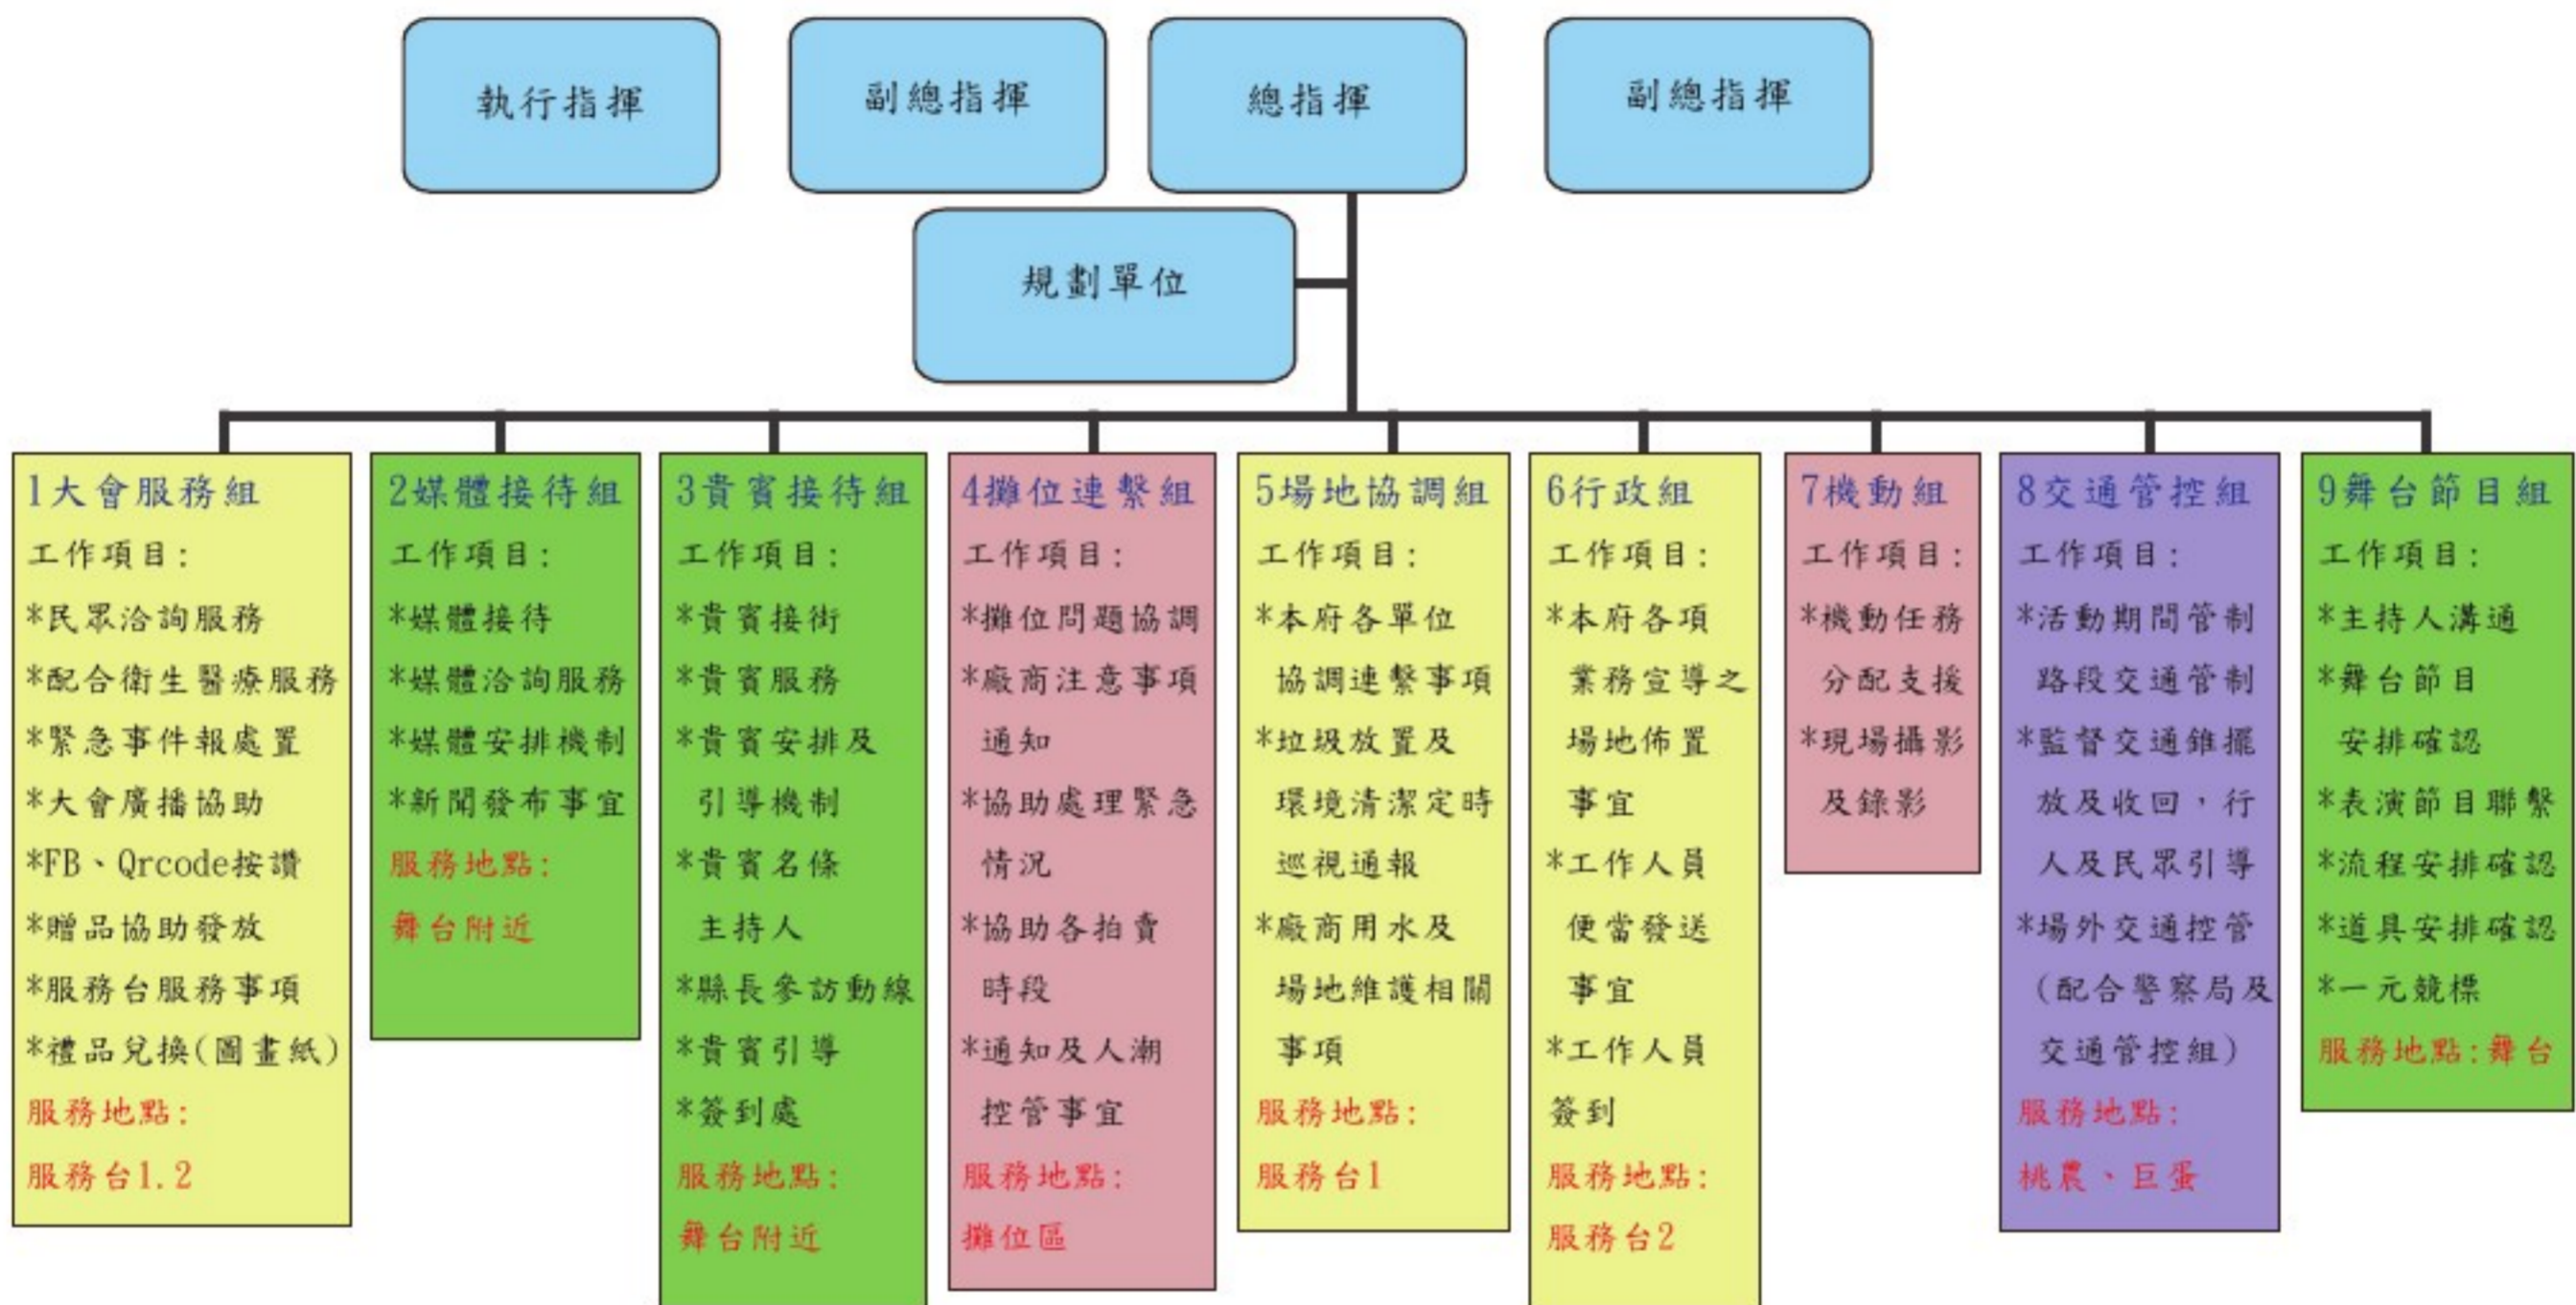 執行指揮
副總指揮
總指揮
副總指揮
規劃單位
1大會服務組
工作項目:
*民眾洽詢服務
*配合衛生醫療服務
*緊急事件報處置
*大會廣播協助
*FB、Qrcode按讚
*贈品協助發放
*服務台服務事項
*禮品兌換(圖畫紙)
服務地點:
服務台1.2
2媒體接待組
工作項目:
*媒體接待
*媒體洽詢服務
*媒體安排機制
*新聞發布事宜
服務地點:
舞台附近
3貴賓接待組
工作項目:
*貴賓接街
*貴賓服務
*貴賓安排及
引導機制
*貴賓名條
主持人
*縣長參訪動線
*貴賓引導
*簽到處
服務地點:
舞台附近
4攤位連繫組
工作項目:
*攤位問題協調
*廠商注意事項
通知
*協助處理緊急
情況
*協助各拍賣
時段
*通知及人潮
控管事宜
服務地點:
攤位區
5場地協調組
工作項目:
*本府各單位
協調連繫事項
*垃圾放置及
環境清潔定時
巡視通報
*廠商用水及
場地維護相關
事項
服務地點:
服務台1
6行政組
工作項目:
*本府各項
業務宣導之
場地佈置
事宜
*工作人員
便當發送
事宜
*工作人員
簽到
服務地點:
服務台2
7機動組
工作項目:
*機動任務
分配支援
*現場攝影
及錄影
8交通管控組
工作項目:
*活動期間管制
路段交通管制
*監督交通錐擺
放及收回，行
人及民眾引導
*場外交通控管
(配合警察局及
交通管控組)
服務地點:
桃農、巨蛋
9舞台節目組
工作項目:
*主持人溝通
*舞台節目
安排確認
*表演節目聯繫
*流程安排確認
*道具安排確認
*一元競標
服務地點:舞台